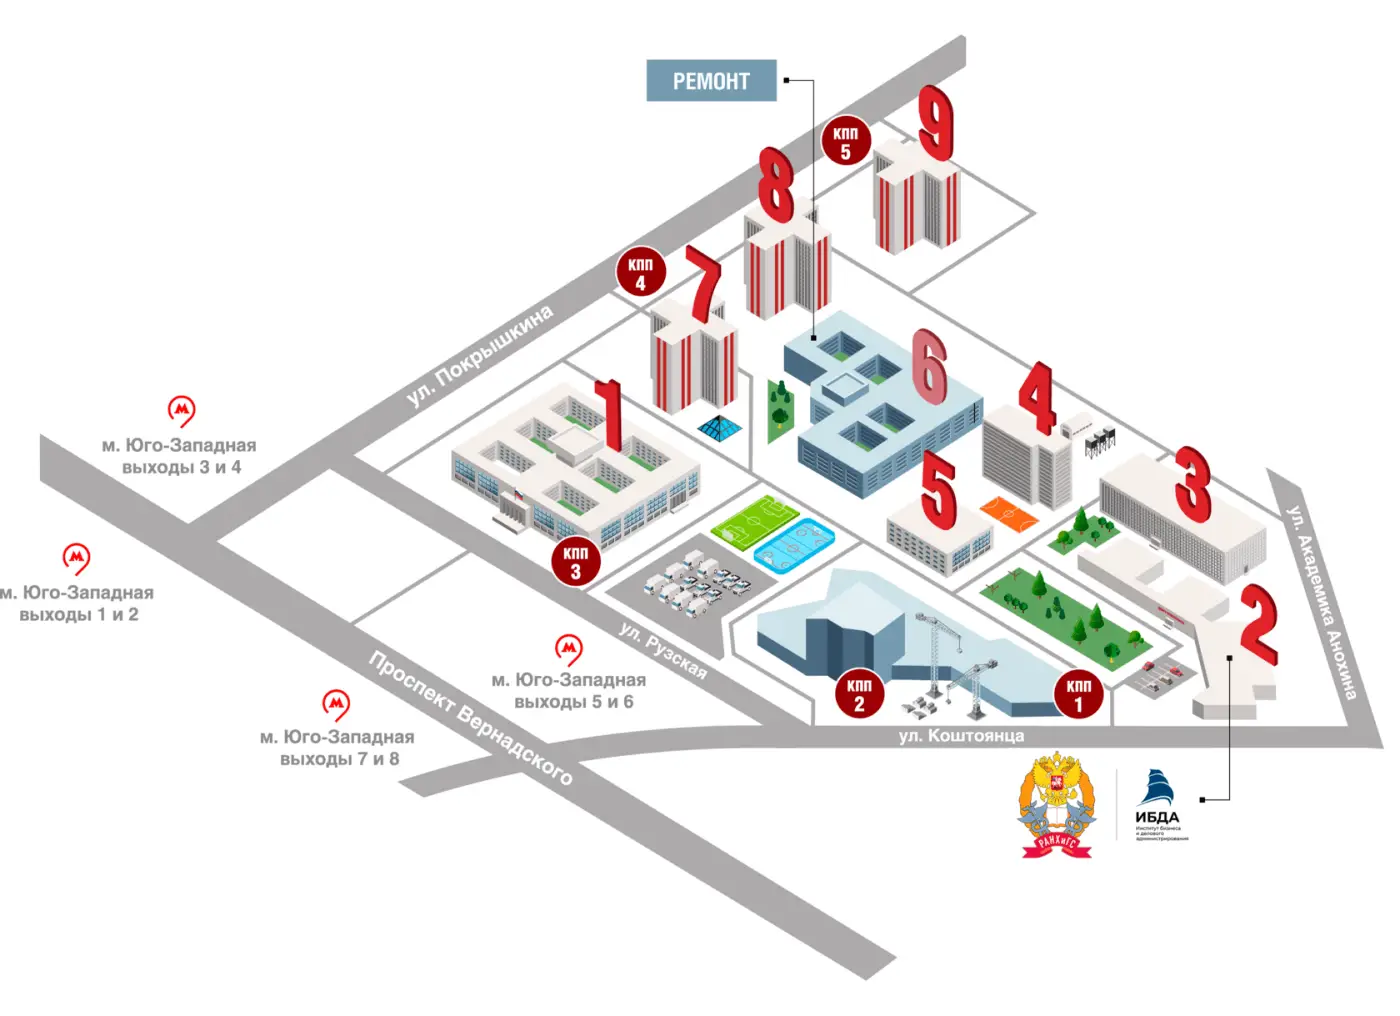 РЕМОНТ
9
КПП
5
8
КПП
4
7
ул. Покрышкина
6
4
1
м. Юго-Западная
выходы 3 и 4
3
5
ул. Академика Анохина
КПП
3
м. Юго-Западная
выходы 1 и 2
2
ул. Рузская
м. Юго-Западная
выходы 5 и 6
КПП
2
КПП
1
Проспект Вернадского
м. Юго-Западная
выходы 7 и 8
ул. Коштоянца
РАНХиГС
ИБДА
Институт бизнеса
и делового
администрирования